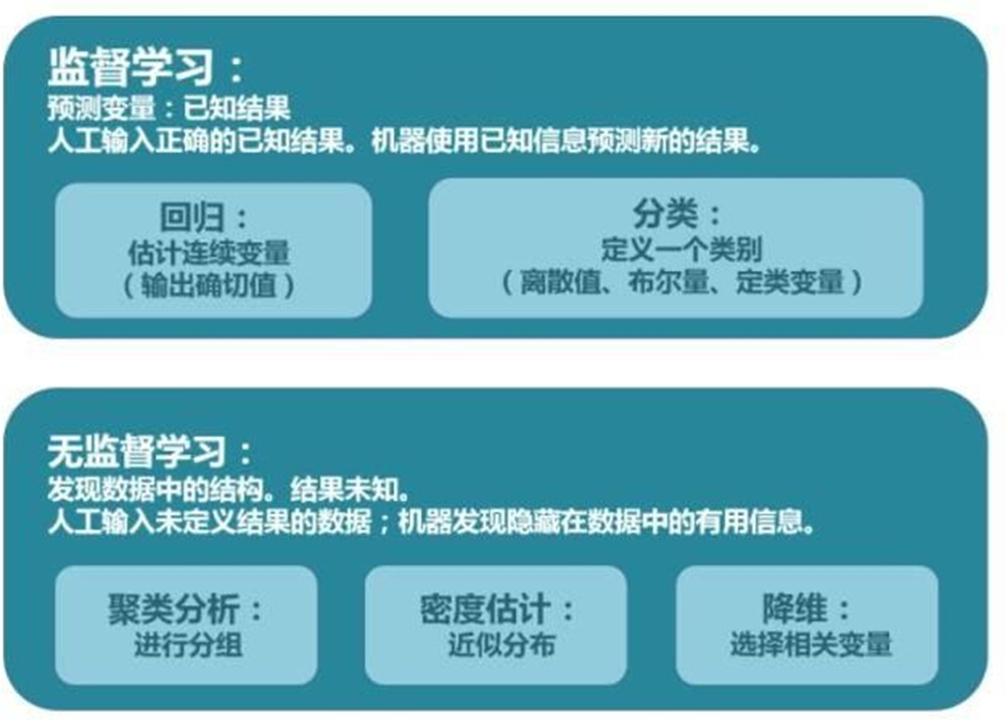 监督学习：
预测变量：已知结果
人工输入正确的已知结果。机器使用已知信息预测新的结果。
回归：
估计连续变量
（输出确切值）
分类：
定义一个类别
（离散值、布尔量、定类变量）
无监督学习：
发现数据中的结构。结果未知。
人工输入未定义结果的数据；机器发现隐藏在数据中的有用信息。
聚类分析：
进行分组
密度估计：
近似分布
降维：
选择相关变量